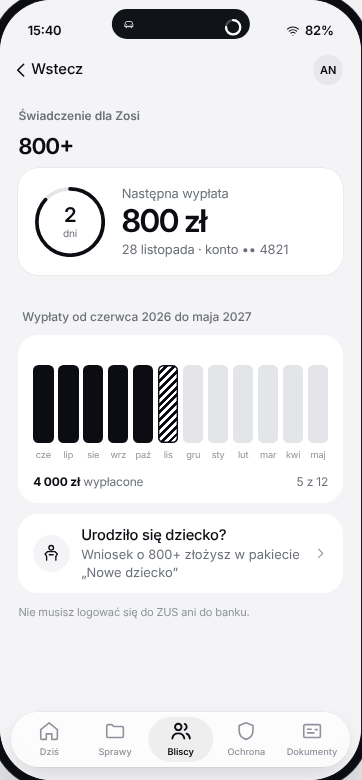 15:40
82%
Wstecz
AN
Świadczenie dla Zosi
800+
2
dni
Następna wypłata
800 zł
28 listopada · konto •• 4821
Wypłaty od czerwca 2026 do maja 2027
cze lip sie wrz paź lis gru sty lut mar kwi maj
4 000 zł wypłacone 5 z 12
Urodziło się dziecko?
Wniosek o 800+ złożysz w pakiecie
„Nowe dziecko”
Nie musisz logować się do ZUS ani do banku.
Dziś Sprawy Bliscy Ochrona Dokumenty